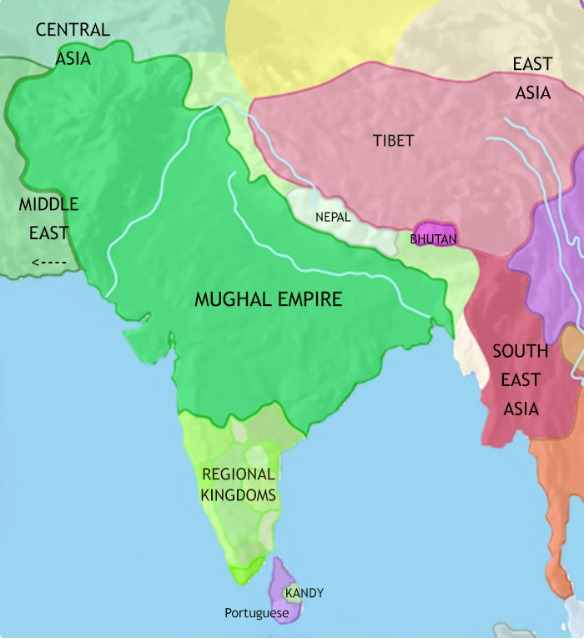 CENTRAL
ASIA
EAST
ASIA
TIBET
MIDDLE
EAST
<----
NEPAL
BHUTAN
MUGHAL EMPIRE
SOUTH
EAST
ASIA
REGIONAL
KINGDOMS
KANDY
Portuguese